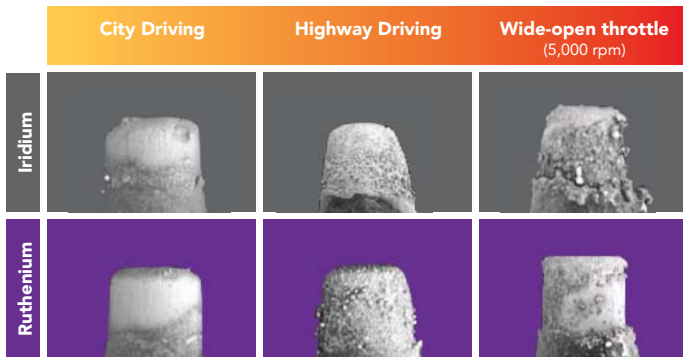 City Driving
Highway Driving
Wide-open throttle
(5,000 rpm)
Iridium
Ruthenium